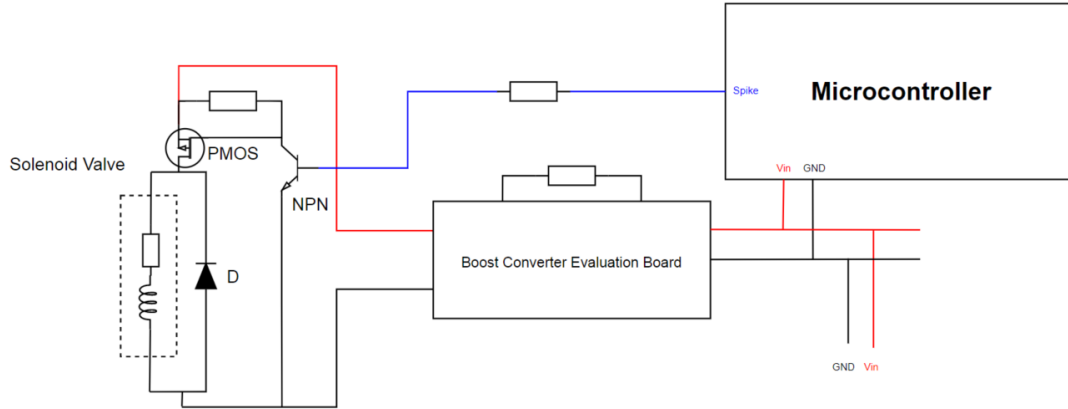 Microcontroller
Spike
PMOS
Solenoid Valve
Vin GND
NPN
Boost Converter Evaluation Board
D
GND Vin